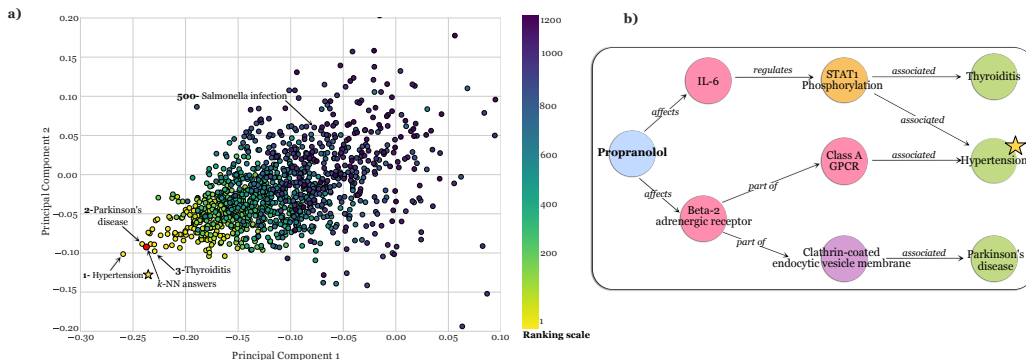 a)
0.20
0.15
0.10
0.05
0.00
−0.05
−0.10
−0.15
−0.20
Principal Component 2
−0.30
−0.25
−0.20
−0.15
−0.10
−0.05
0.00
0.05
0.10
Principal Component 1
500- Salmonella infection
2-Parkinson's
disease
1- Hypertension
3-Thyroiditis
k-NN answers
1200
1000
800
600
400
200
1
Ranking scale
b)
Propranolol
affects
affects
IL-6
regulates
STAT1
Phosphorylation
associated
Thyroiditis
associated
Beta-2
adrenergic receptor
part of
Class A
GPCR
associated
Hypertension
part of
Clathrin-coated
endocytic vesicle membrane
associated
Parkinson's
disease